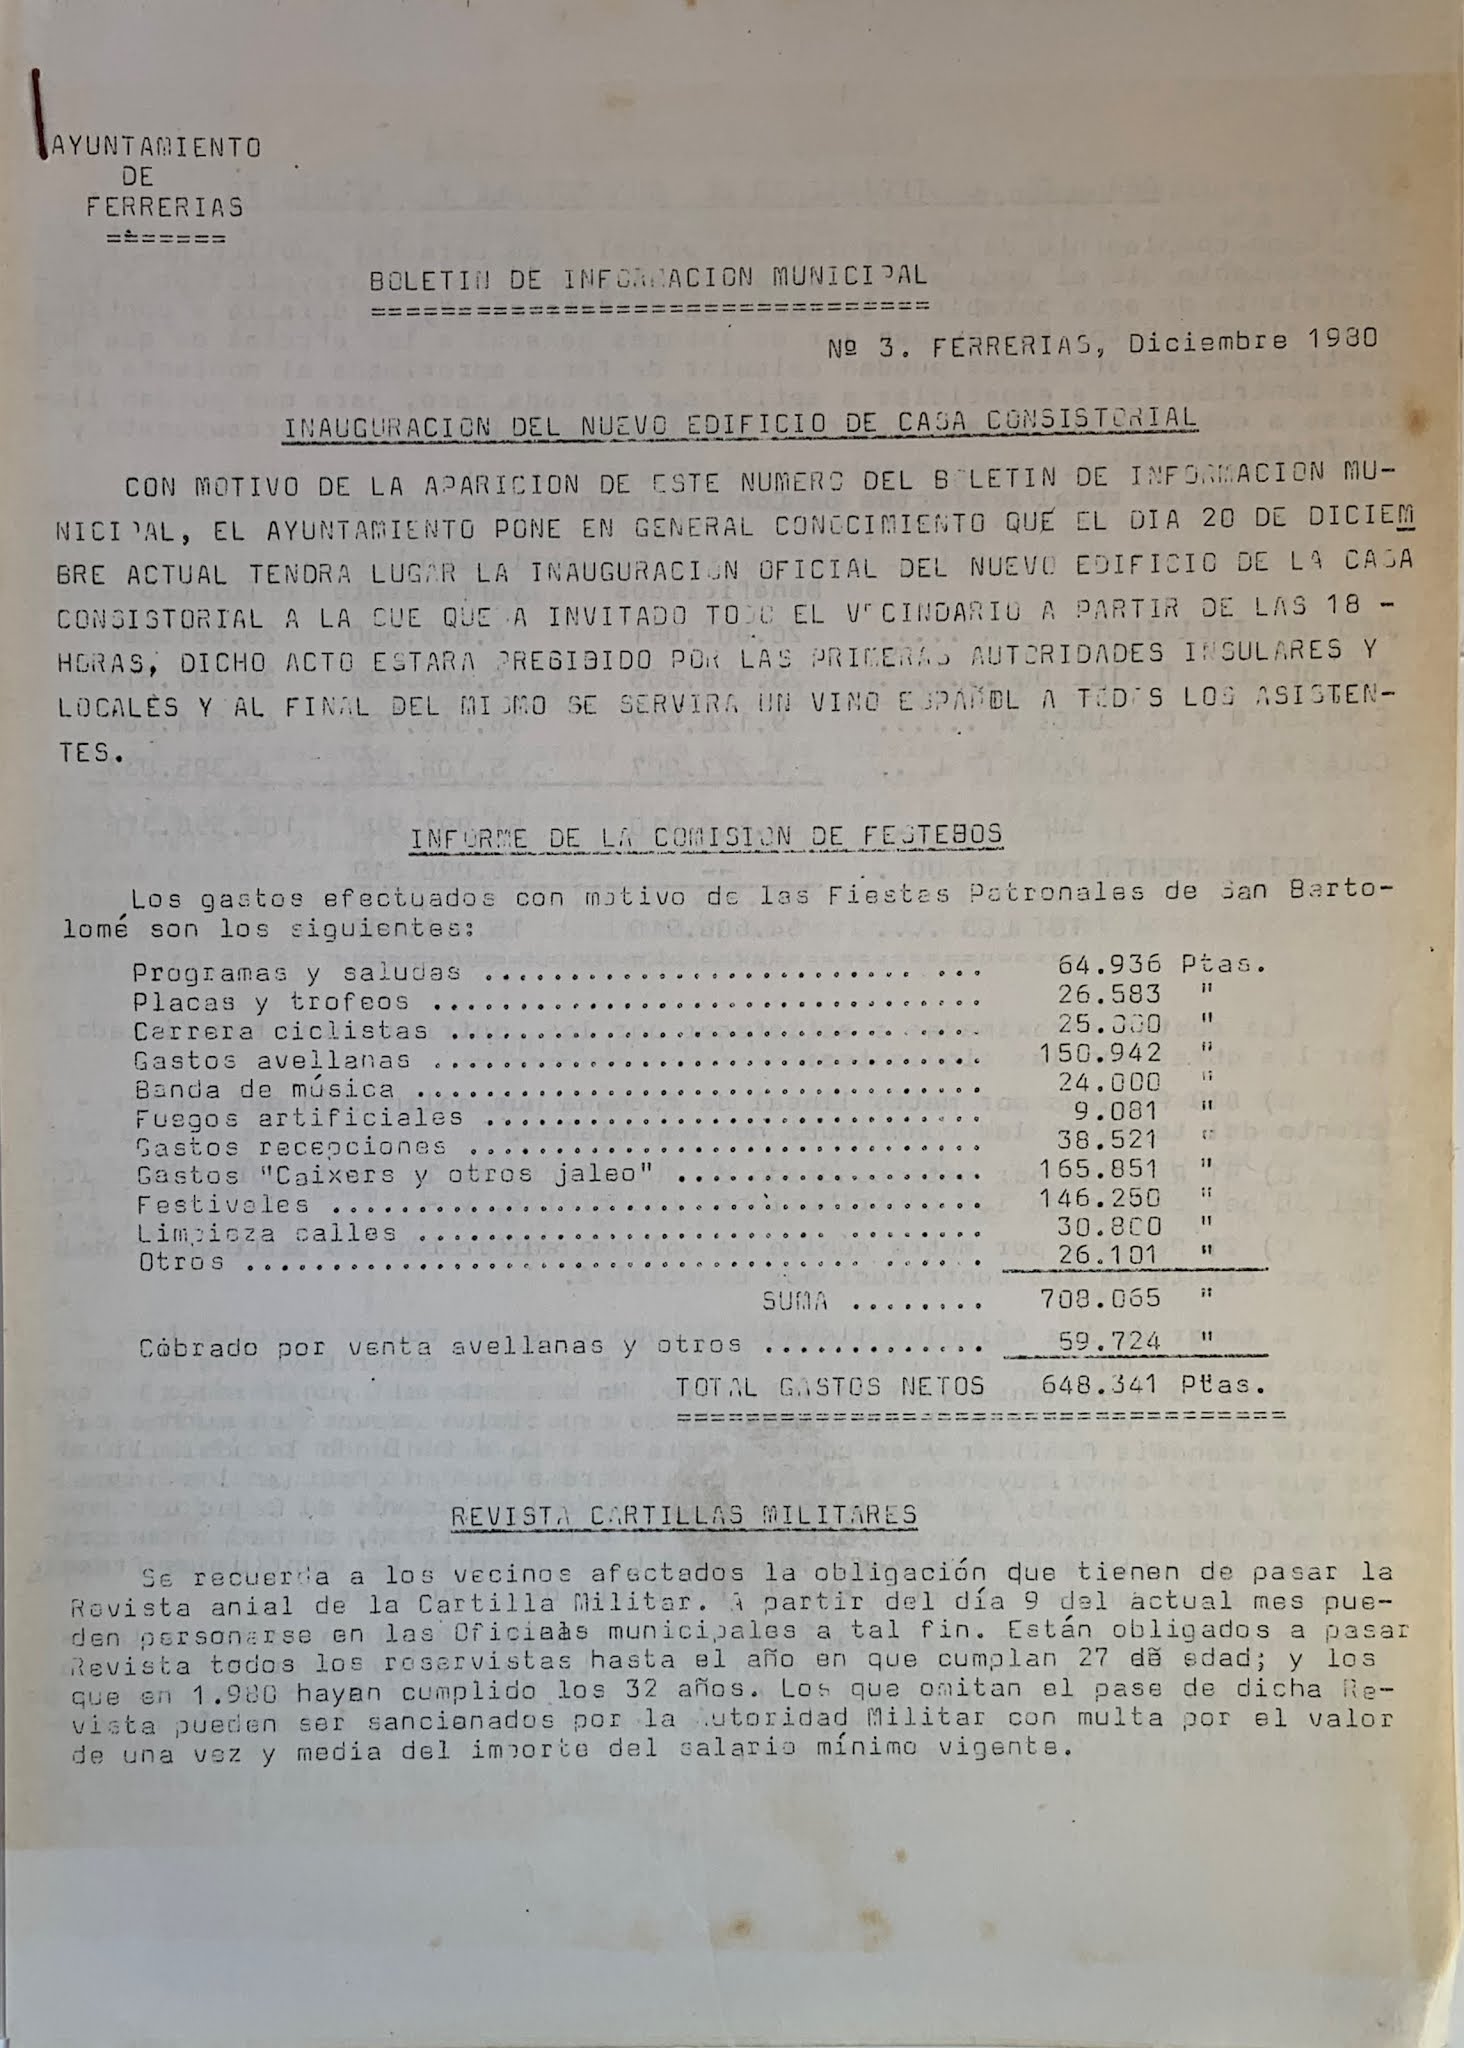 AYUNTAMIENTO
DE
FERRERIAS
=======
BOLETIN DE INFORMACION MUNICIPAL
================================
Nº 3. FERRERIAS, Diciembre 1980
INAUGURACION DEL NUEVO EDIFICIO DE CASA CONSISTORIAL
CON MOTIVO DE LA APARICION DE ESTE NUMERO DEL BOLETIN DE INFORMACION MU-
NICIPAL, EL AYUNTAMIENTO PONE EN GENERAL CONOCIMIENTO QUE EL DIA 20 DE DICIEM
BRE ACTUAL TENDRA LUGAR LA INAUGURACION OFICIAL DEL NUEVO EDIFICIO DE LA CASA
CONSISTORIAL A LA CUE QUEDA INVITADO TODO EL VECINDARIO A PARTIR DE LAS 18 -
HORAS, DICHO ACTO ESTARA PRESIBIDO POR LAS PRIMERAS AUTORIDADES INSULARES Y
LOCALES Y AL FINAL DEL MISMO SE SERVIRA UN VINO ESPAÑOL A TODOS LOS ASISTEN-
TES.
INFORME DE LA COMISION DE FESTEBOS
Los gastos efectuados con motivo de las Fiestas Patronales de San Barto-
lomé son los siguientes:
Programas y saludas ............................. 64.936 Ptas.
Placas y trofeos ................................ 26.583 "
Carrera ciclistas ............................... 25.000 "
Gastos avellanas ................................ 150.942 "
Banda de música ................................. 24.000 "
Fuegos artificiales ............................. 9.081 "
Gastos recepciones .............................. 38.521 "
Gastos "Caixers y otros jaleo" .................. 165.851 "
Festivales ...................................... 146.250 "
Limpieza calles ................................. 30.800 "
Otros ........................................... 26.101 "
SUMA ........ 708.065 "
Cobrado por venta avellanas y otros ............. 59.724 "
TOTAL GASTOS NETOS 648.341 Ptas.
===================================
REVISTA CARTILLAS MILITARES
Se recuerda a los vecinos afectados la obligación que tienen de pasar la
Revista anial de la Cartilla Militar. A partir del día 9 del actual mes pue-
den personarse en las municipales a tal fin. Están obligados a pasar
Revista todos los reservistas hasta el año en que cumplan 27 de edad; y los
que en 1.980 hayan cumplido los 32 años. Los que omitan el pase de dicha Re-
vista pueden ser sancionados por la Autoridad Militar con multa por el valor
de una vez y media del importe del salario mínimo vigente.